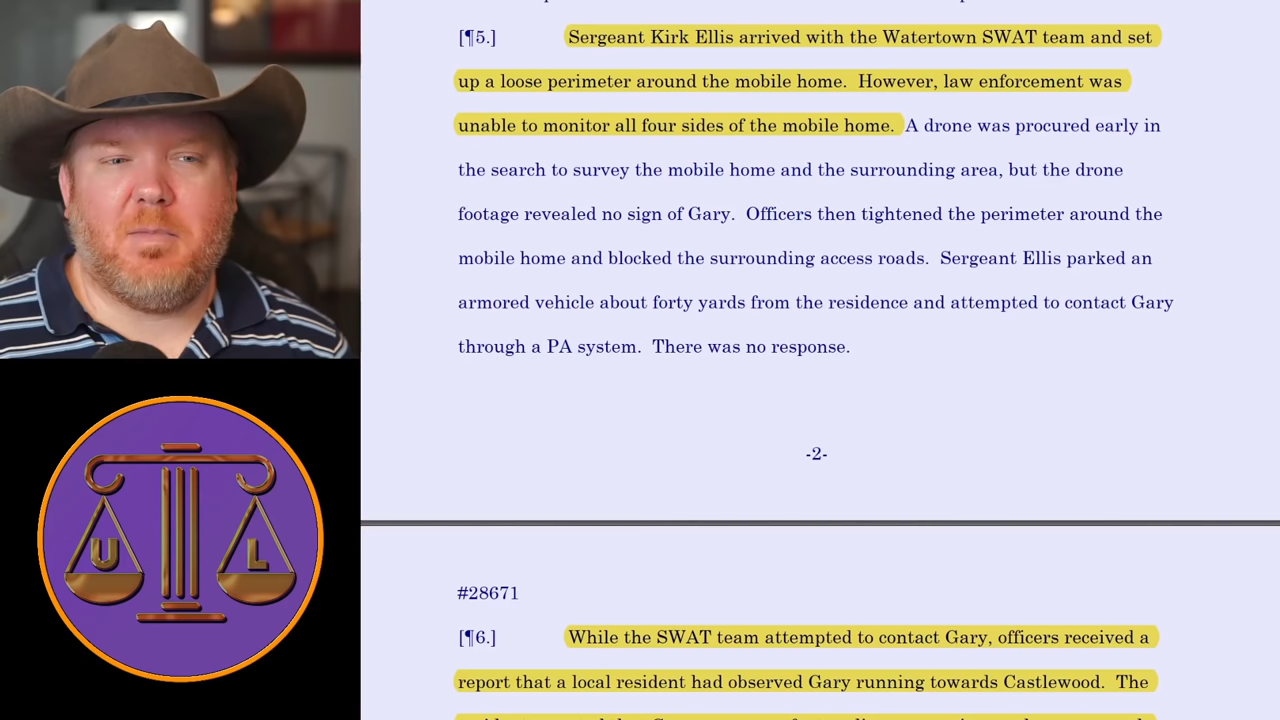 [¶5.] Sergeant Kirk Ellis arrived with the Watertown SWAT team and set
up a loose perimeter around the mobile home. However, law enforcement was
unable to monitor all four sides of the mobile home. A drone was procured early in
the search to survey the mobile home and the surrounding area, but the drone
footage revealed no sign of Gary. Officers then tightened the perimeter around the
mobile home and blocked the surrounding access roads. Sergeant Ellis parked an
armored vehicle about forty yards from the residence and attempted to contact Gary
through a PA system. There was no response.
-2-
#28671
[¶6.] While the SWAT team attempted to contact Gary, officers received a
report that a local resident had observed Gary running towards Castlewood. The
U L